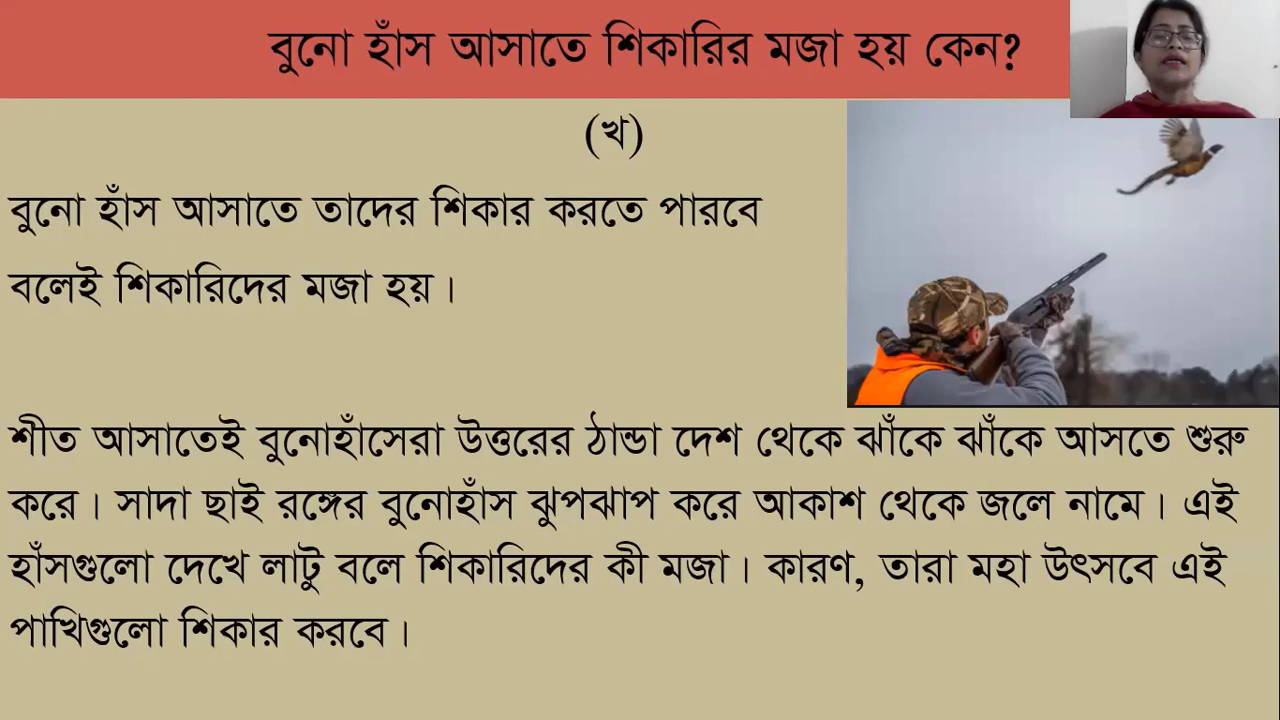 বুনো হাঁস আসাতে শিকারির মজা হয় কেন?
(খ)
বুনো হাঁস আসাতে তাদের শিকার করতে পারবে
বলেই শিকারিদের মজা হয়।
শীত আসাতেই বুনোহাঁসেরা উত্তরের ঠান্ডা দেশ থেকে ঝাঁকে ঝাঁকে আসতে শুরু
করে। সাদা ছাই রঙ্গের বুনোহাঁস ঝুপঝাপ করে আকাশ থেকে জলে নামে। এই
হাঁসগুলো দেখে লাটু বলে শিকারিদের কী মজা। কারণ, তারা মহা উৎসবে এই
পাখিগুলো শিকার করবে।